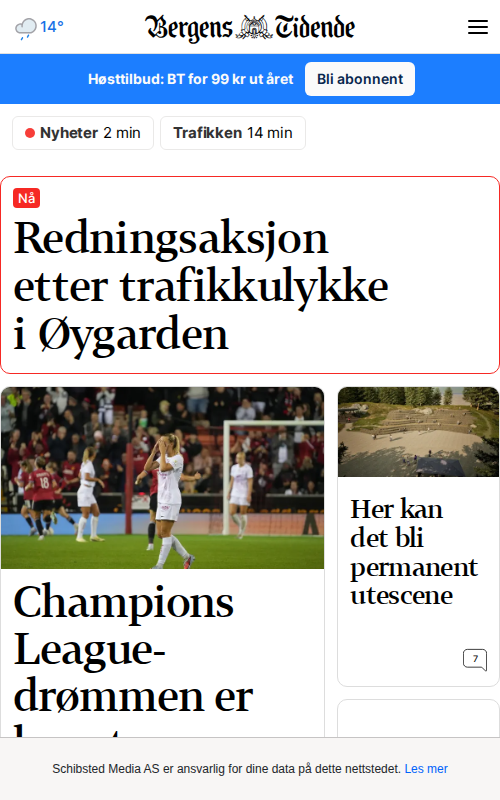 14°
Bergens Tidende
Høsttilbud: BT for 99 kr ut året
Bli abonnent
Nyheter 2 min
Trafikken 14 min
Nå
Redningsaksjon
etter trafikkulykke
i Øygarden
18
Champions
League-
drømmen er
Her kan
det bli
permanent
utescene
7
Schibsted Media AS er ansvarlig for dine data på dette nettstedet. Les mer